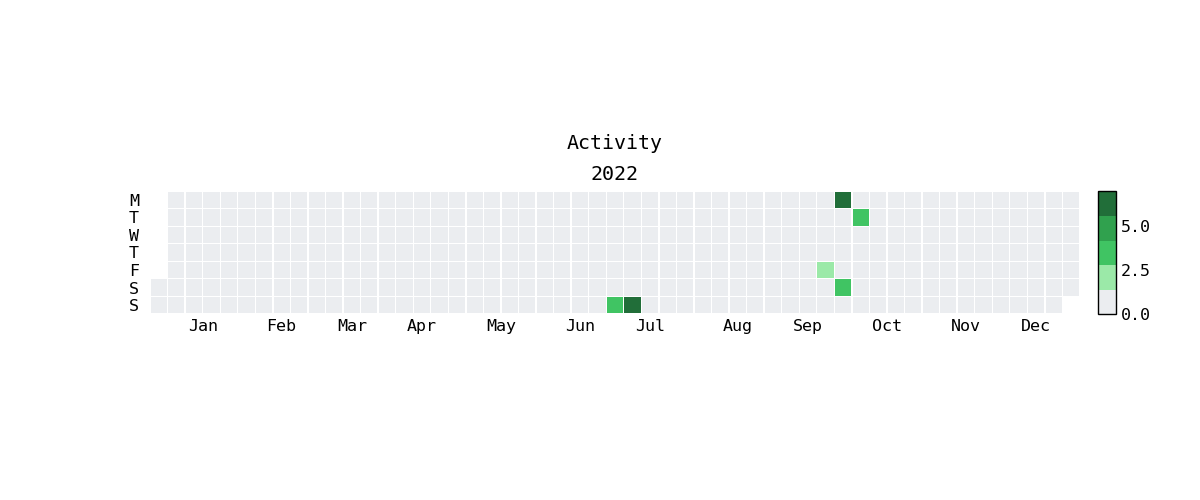 Activity
2022
M
T
W
T
F
S
S
Jan Feb Mar Apr May Jun Jul Aug Sep Oct Nov Dec
5.0
2.5
0.0